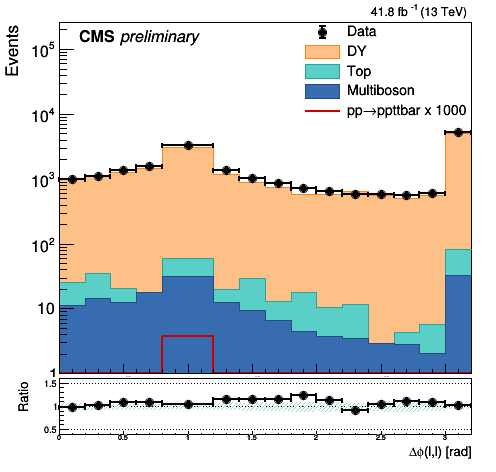 41.8 fb⁻¹ (13 TeV)
CMS preliminary
Data
DY
Top
Multiboson
pp→ppttbar x 1000
Events
10⁵
10⁴
10³
10²
10
1
Ratio
1.5
1
0.5
0 0.5 1 1.5 2 2.5 3
Δϕ(l,l) [rad]